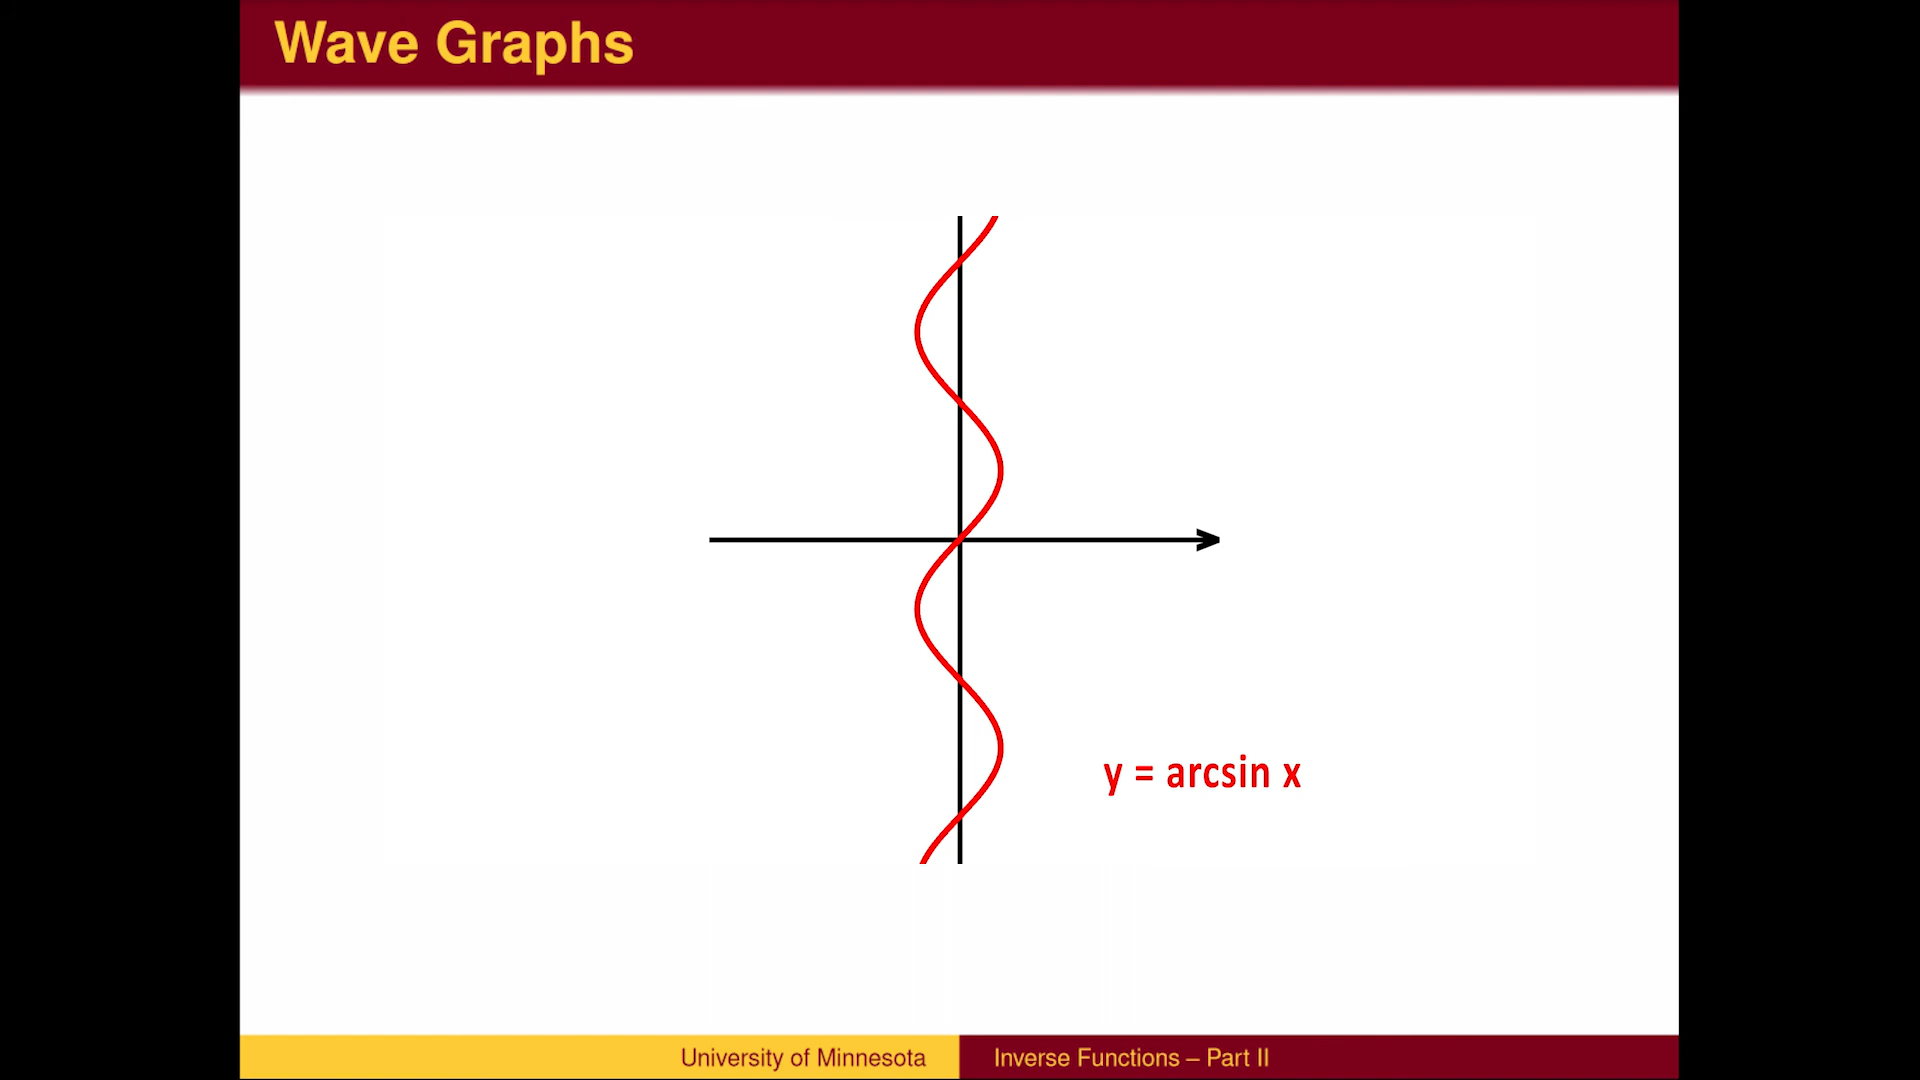 Wave Graphs
y = arcsin x
University of Minnesota
Inverse Functions – Part II